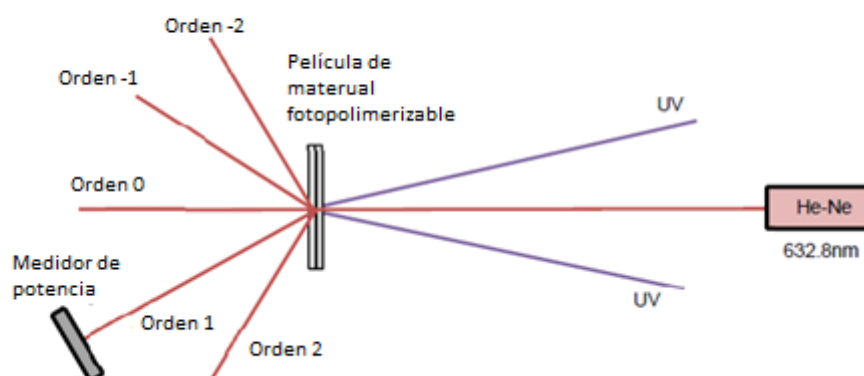 Orden -2
Orden -1
Película de
materual
fotopolimerizable
UV
Orden 0
He-Ne
632.8nm
Medidor de
potencia
Orden 1
Orden 2
UV